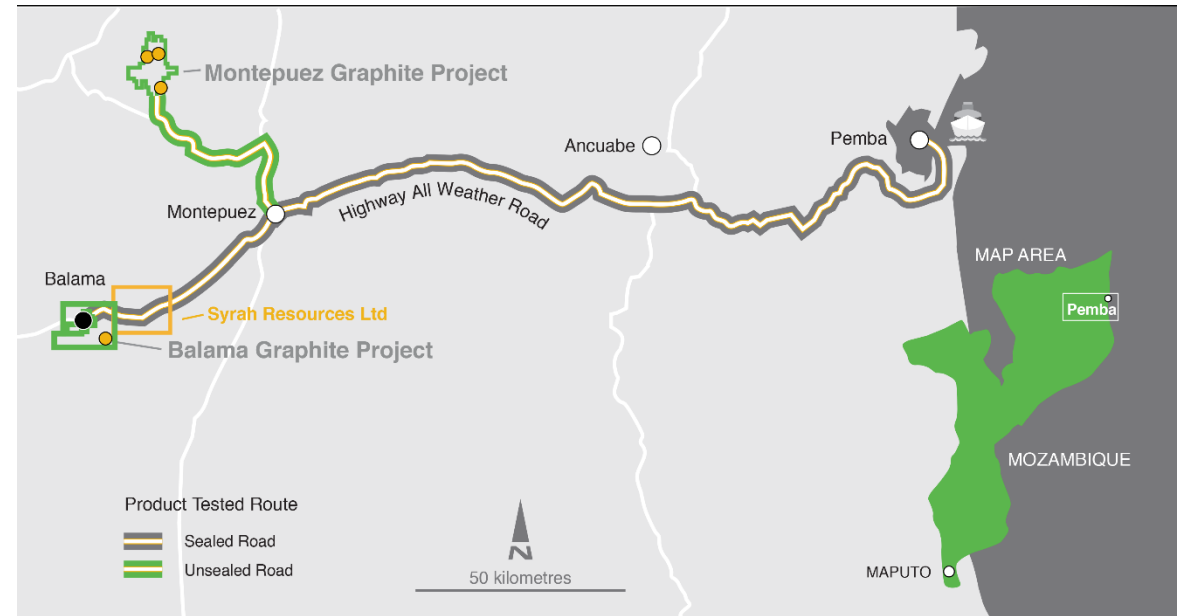 Montepuez Graphite Project
Ancuabe
Pemba
Montepuez
Highway All Weather Road
Balama
MAP AREA
Pemba
Syrah Resources Ltd
Balama Graphite Project
MOZAMBIQUE
Product Tested Route
Sealed Road
Unsealed Road
N
50 kilometres
MAPUTO